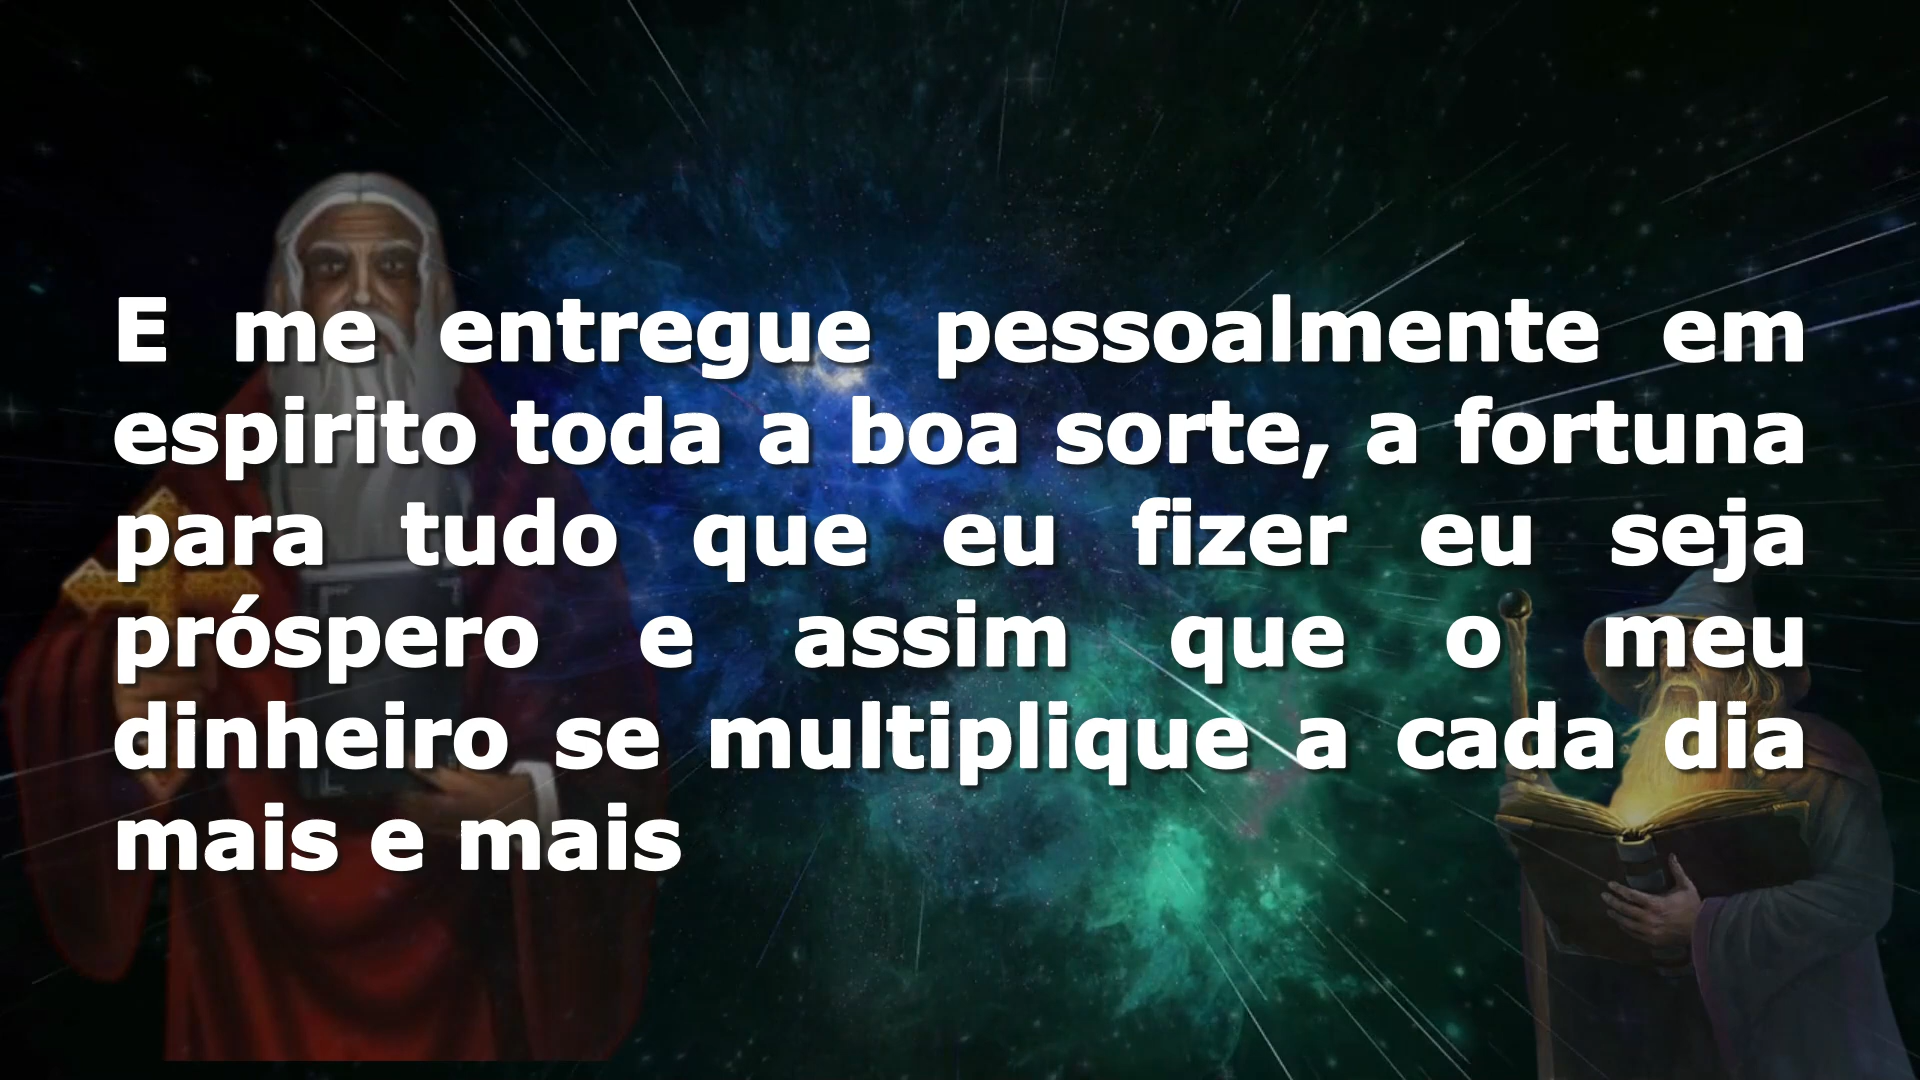 E me entregue pessoalmente em
espirito toda a boa sorte, a fortuna
para tudo que eu fizer eu seja
próspero e assim que o meu
dinheiro se multiplique a cada dia
mais e mais